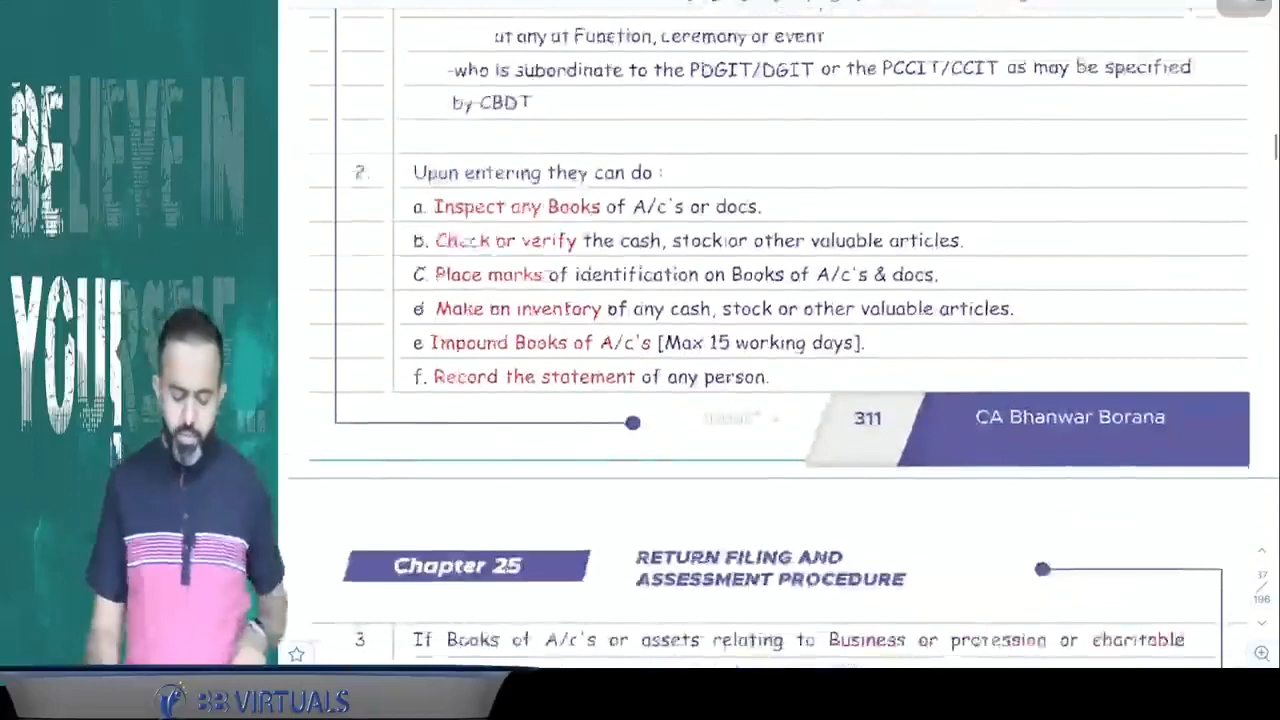 BELIEVE IN
YOURSELF...
at any at Function, ceremony or event
-who is subordinate to the PDGIT/DGIT or the PCCIT/CCIT as may be specified
by CBDT
2. Upon entering they can do :
a. Inspect any Books of A/c's or docs.
b. Check or verify the cash, stock or other valuable articles.
C. Place marks of identification on Books of A/c's & docs.
d Make an inventory of any cash, stock or other valuable articles.
e Impound Books of A/c's [Max 15 working days].
f. Record the statement of any person.
311 CA Bhanwar Borana
Chapter 25
RETURN FILING AND
ASSESSMENT PROCEDURE
37
/
196
3 If Books of A/c's or assets relating to Business or profession or charitable
BB VIRTUALS